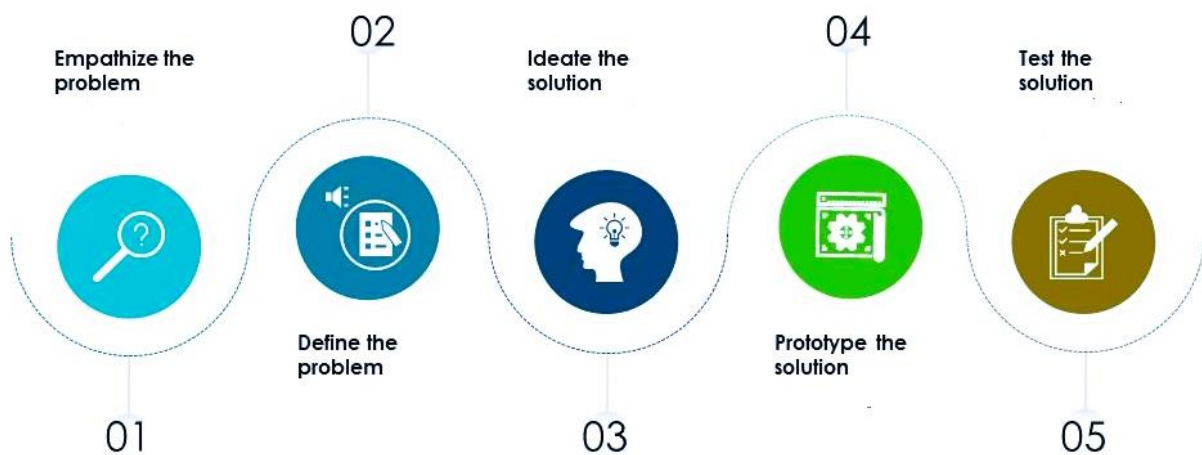 02
04
Empathize the
problem
Ideate the
solution
Test the
solution
?
Define the
problem
Prototype the
solution
01
03
05